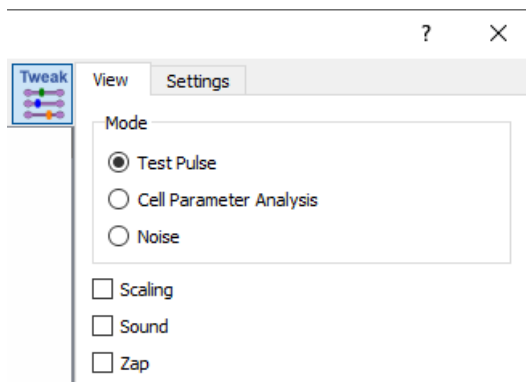 ?
Tweak
View Settings
Mode
Test Pulse
Cell Parameter Analysis
Noise
Scaling
Sound
Zap